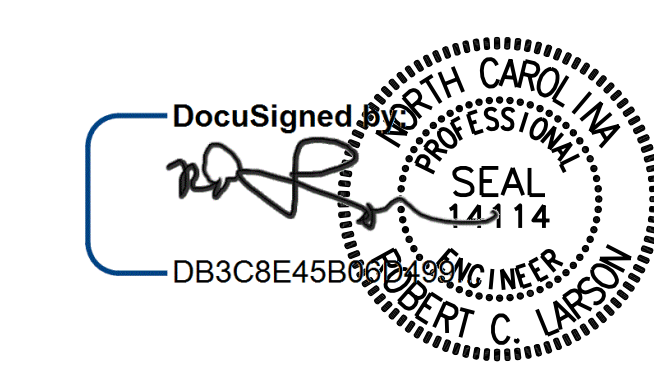 DocuSigned by:
DB3C8E45B06D499
NORTH CAROLINA
PROFESSIONAL
SEAL
14114
ENGINEER
ROBERT C. LARSON